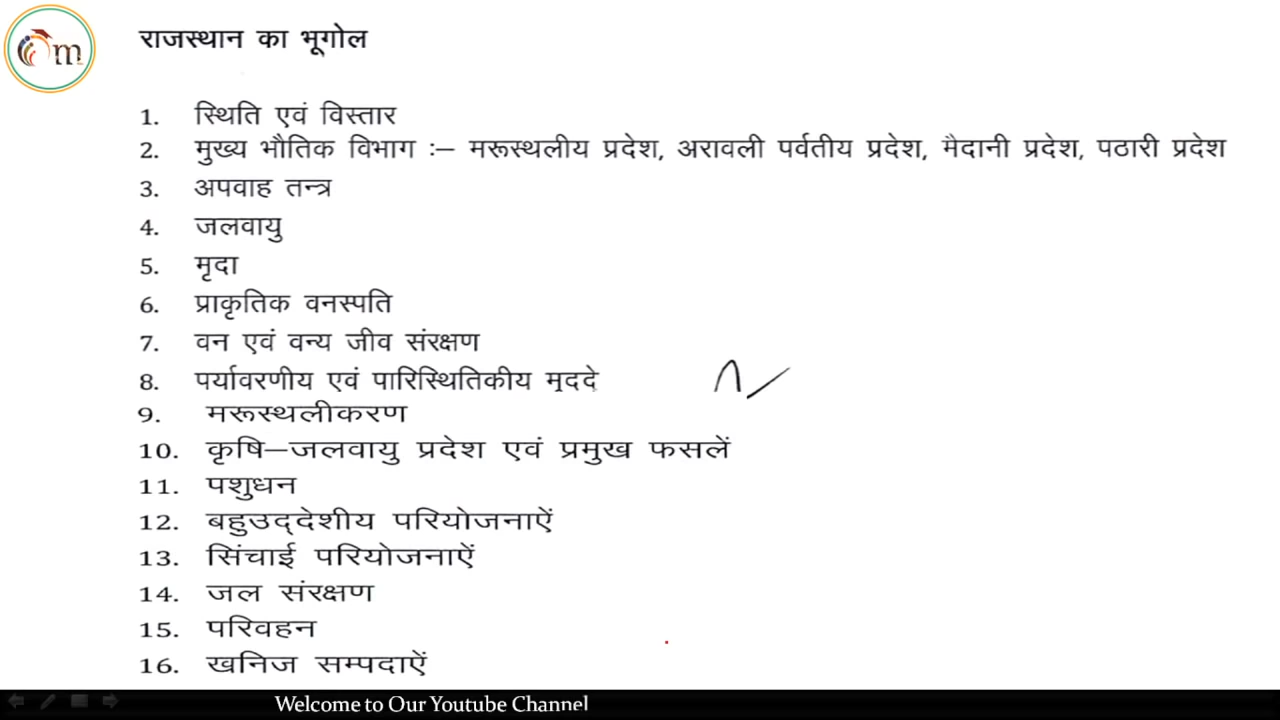 राजस्थान का भूगोल
1. स्थिति एवं विस्तार
2. मुख्य भौतिक विभाग :– मरूस्थलीय प्रदेश, अरावली पर्वतीय प्रदेश, मैदानी प्रदेश, पठारी प्रदेश
3. अपवाह तन्त्र
4. जलवायु
5. मृदा
6. प्राकृतिक वनस्पति
7. वन एवं वन्य जीव संरक्षण
8. पर्यावरणीय एवं पारिस्थितिकीय मुददे
9. मरूस्थलीकरण
10. कृषि–जलवायु प्रदेश एवं प्रमुख फसलें
11. पशुधन
12. बहुउद्देशीय परियोजनाऐं
13. सिंचाई परियोजनाऐं
14. जल संरक्षण
15. परिवहन
16. खनिज सम्पदाऐं
Welcome to Our Youtube Channel